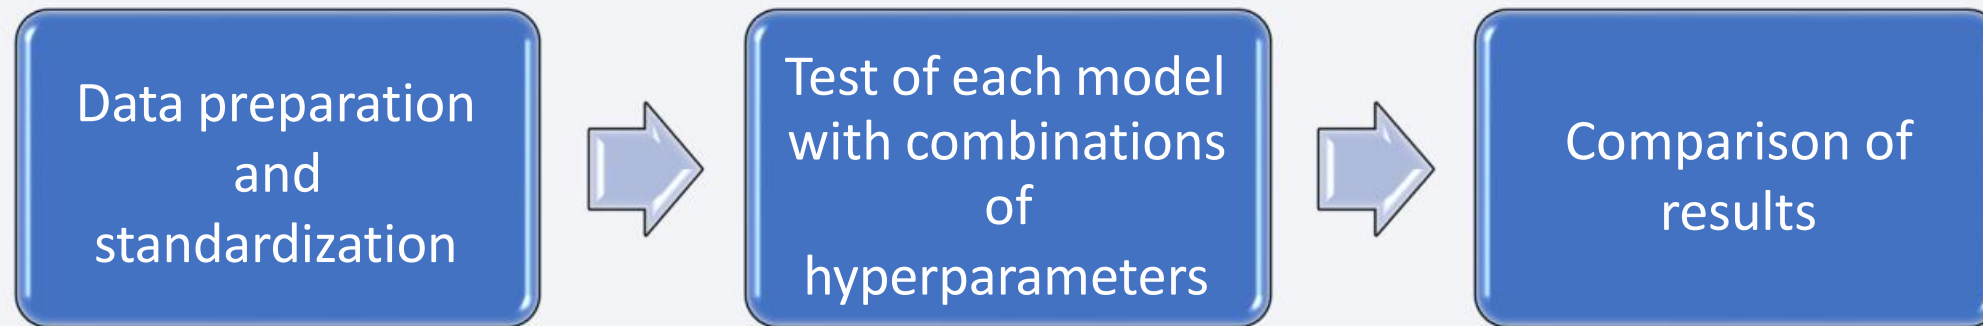 Data preparation
and
standardization
Test of each model
with combinations
of
hyperparameters
Comparison of
results